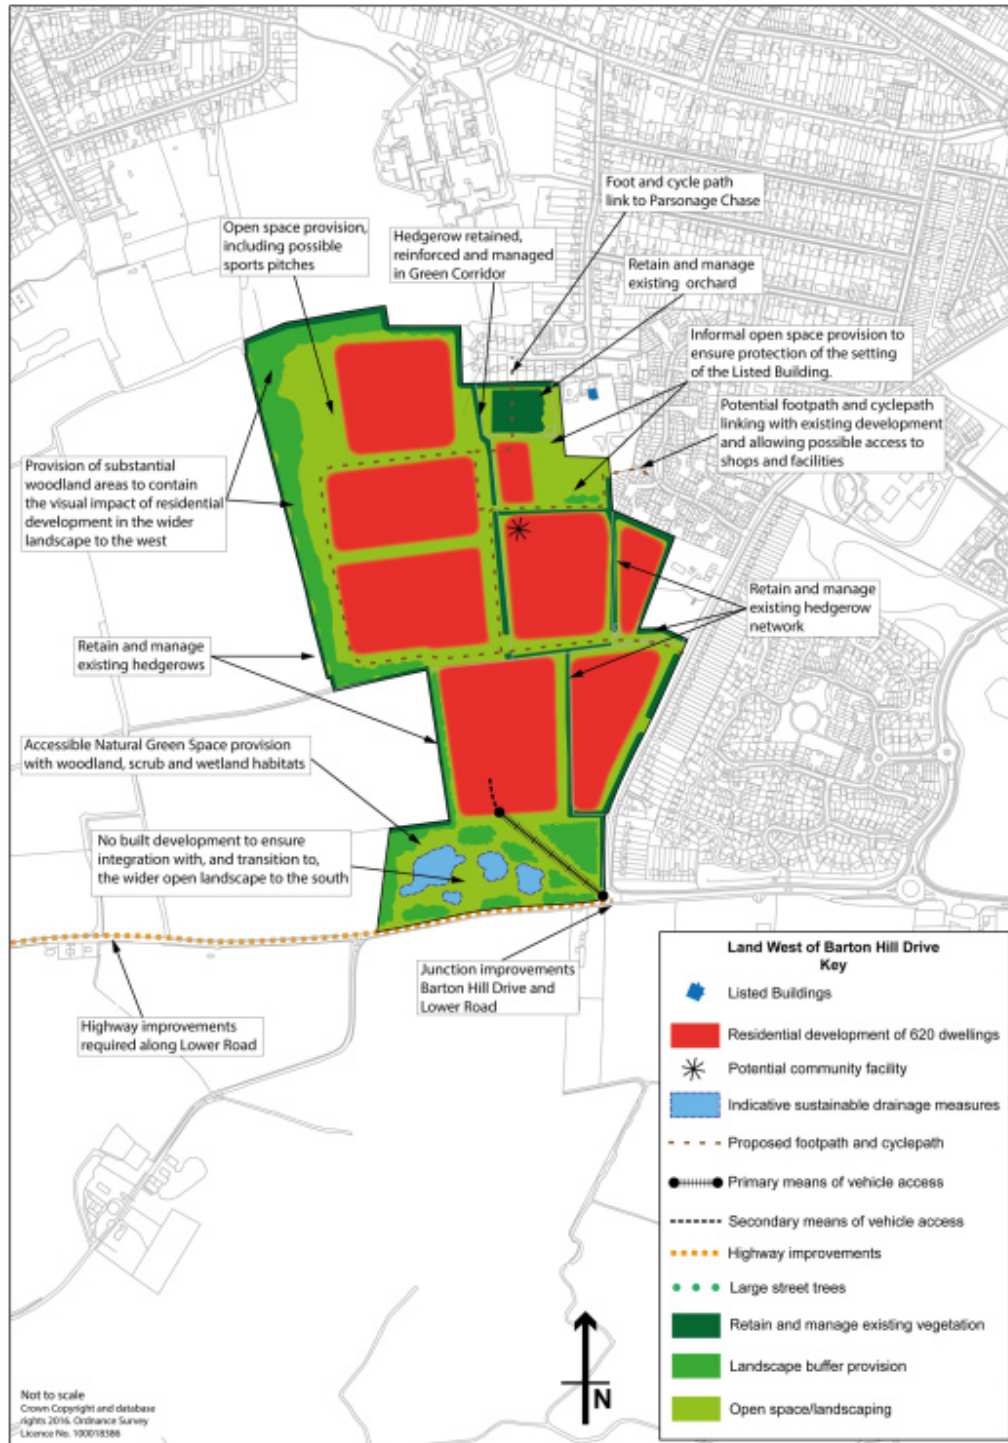 Foot and cycle path
link to Parsonage Chase
Open space provision,
including possible
sports pitches
Hedgerow retained,
reinforced and managed
in Green Corridor
Retain and manage
existing orchard
Informal open space provision to
ensure protection of the setting
of the Listed Building.
Potential footpath and cyclepath
linking with existing development
and allowing possible access to
shops and facilities
Provision of substantial
woodland areas to contain
the visual impact of residential
development in the wider
landscape to the west
Retain and manage
existing hedgerow
network
Retain and manage
existing hedgerows
Accessible Natural Green Space provision
with woodland, scrub and wetland habitats
No built development to ensure
integration with, and transition to,
the wider open landscape to the south
Junction improvements
Barton Hill Drive and
Lower Road
Highway improvements
required along Lower Road
Land West of Barton Hill Drive
Key
Listed Buildings
Residential development of 620 dwellings
Potential community facility
Indicative sustainable drainage measures
Proposed footpath and cyclepath
Primary means of vehicle access
Secondary means of vehicle access
Highway improvements
Large street trees
Retain and manage existing vegetation
Landscape buffer provision
Open space/landscaping
N
Not to scale
Crown Copyright and database
rights 2016. Ordnance Survey
Licence No. 100018386